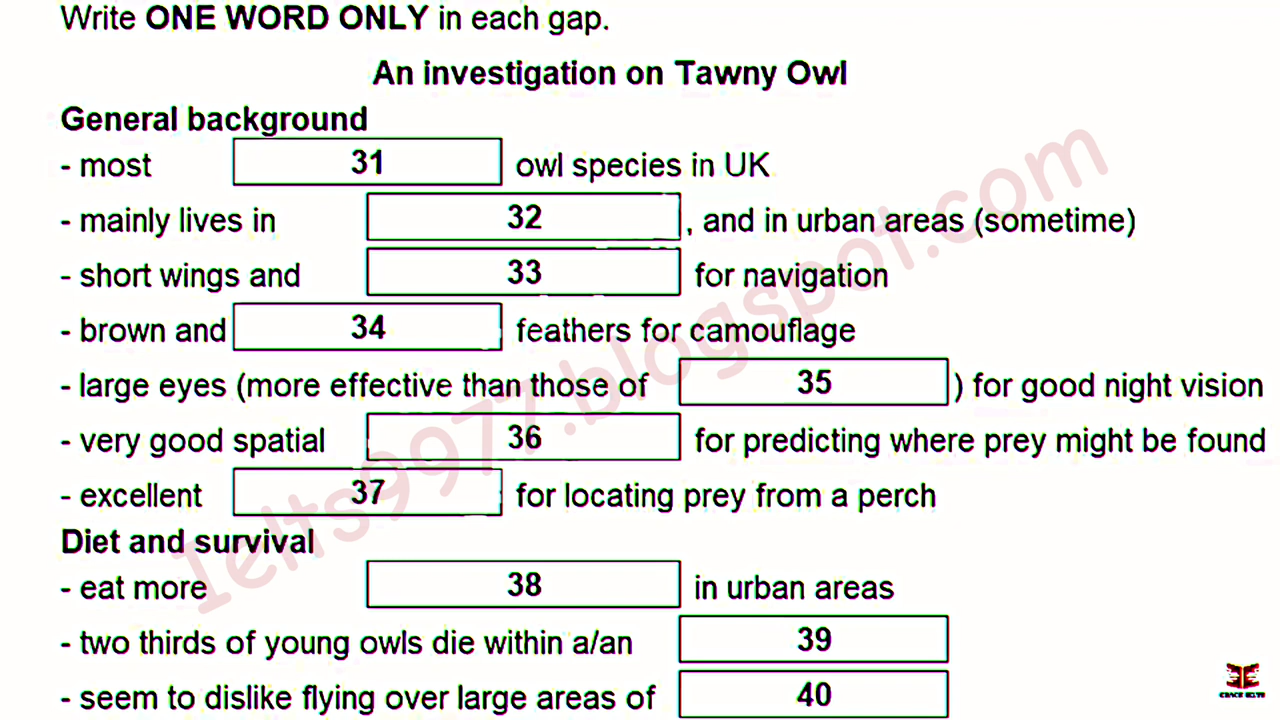 Write ONE WORD ONLY in each gap.
An investigation on Tawny Owl
General background
- most 31 owl species in UK
- mainly lives in 32 , and in urban areas (sometime)
- short wings and 33 for navigation
- brown and 34 feathers for camouflage
- large eyes (more effective than those of 35 ) for good night vision
- very good spatial 36 for predicting where prey might be found
- excellent 37 for locating prey from a perch
Diet and survival
- eat more 38 in urban areas
- two thirds of young owls die within a/an 39
- seem to dislike flying over large areas of 40
Ielts9977.blogspot.com
CRACK IELTS